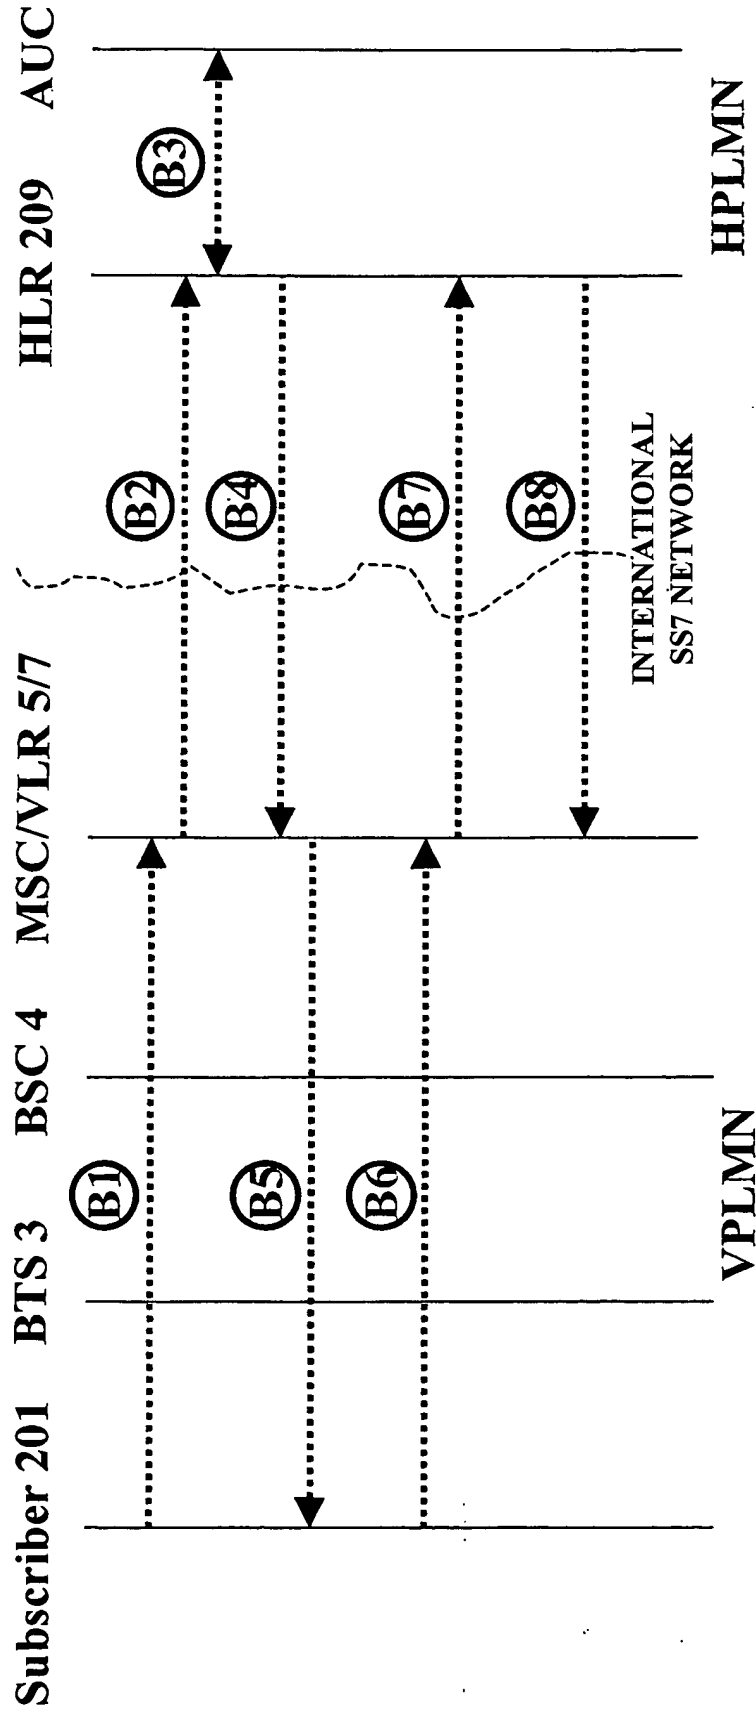 Subscriber 201
BTS 3
BSC 4
MSC/VLR 5/7
HLR 209
AUC
B1
B2
B3
B4
B5
B6
B7
B8
INTERNATIONAL
SS7 NETWORK
VPLMN
HPLMN